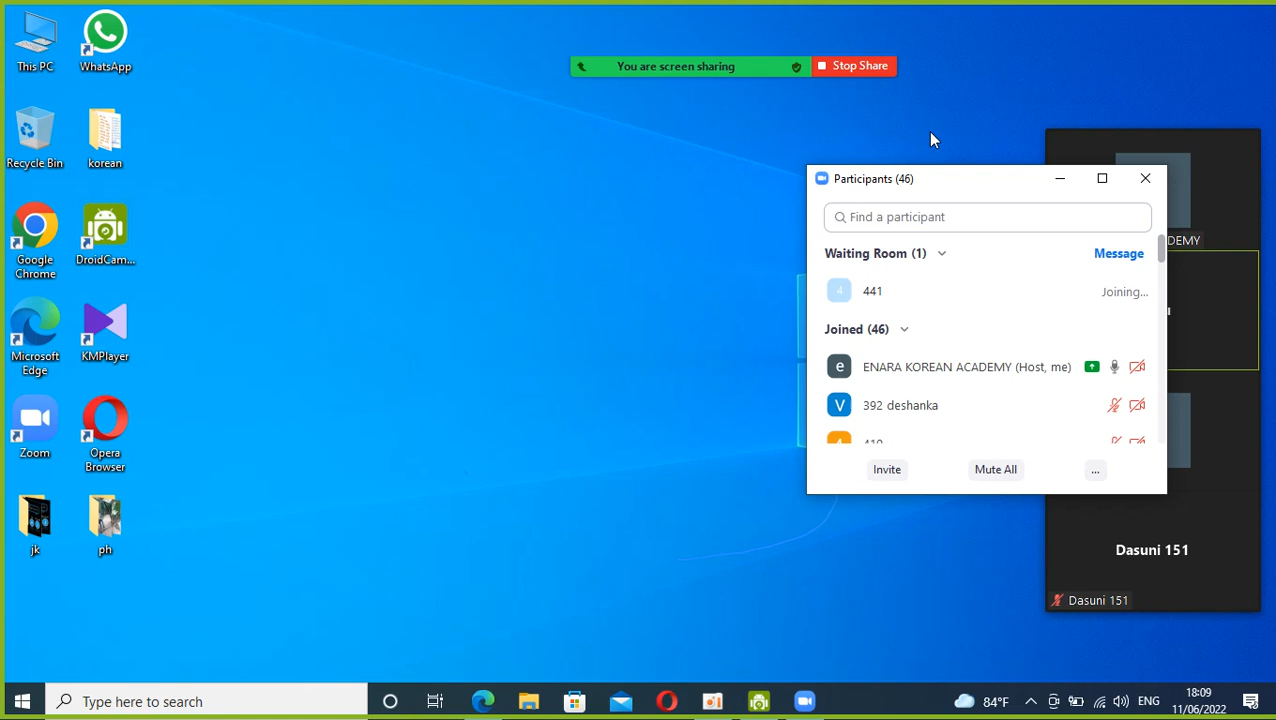 This PC
WhatsApp
Recycle Bin
korean
Google
Chrome
DroidCam...
Microsoft
Edge
KMPlayer
Zoom
Opera
Browser
jk
ph
You are screen sharing
Stop Share
Participants (46)
Find a participant
Waiting Room (1)
Message
4
441
Joining...
Joined (46)
e
ENARA KOREAN ACADEMY (Host, me)
V
392 deshanka
Invite
Mute All
...
DEMY
Dasuni 151
Dasuni 151
Type here to search
84°F
ENG
18:09
11/06/2022